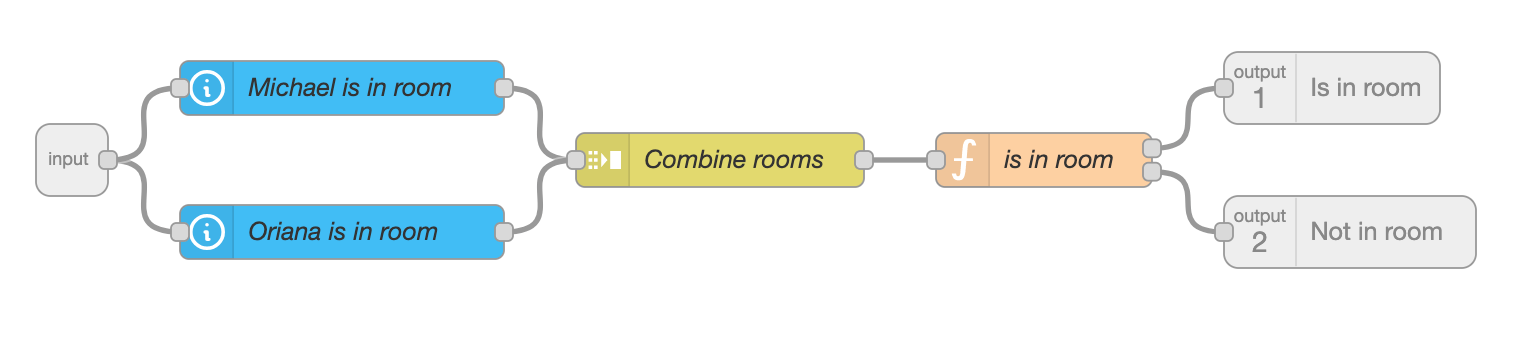 input
Michael is in room
Oriana is in room
Combine rooms
is in room
output
1
Is in room
output
2
Not in room